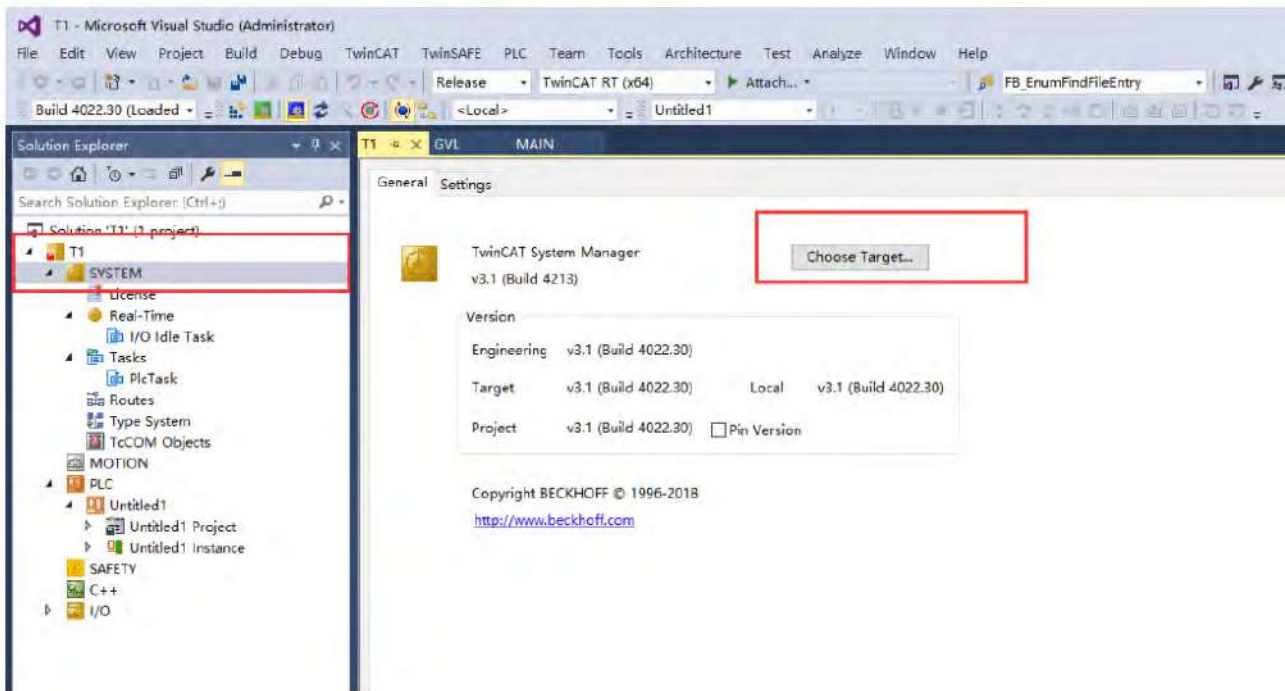 T1 - Microsoft Visual Studio (Administrator)
File Edit View Project Build Debug TwinCAT TwinSAFE PLC Team Tools Architecture Test Analyze Window Help
Release TwinCAT RT (x64) Attach... FB_EnumFindFileEntry
Build 4022.30 (Loaded <Local> Untitled1
Solution Explorer
T1 GVL MAIN
General Settings
Search Solution Explorer (Ctrl+;)
Solution 'T1' (1 project)
T1
SYSTEM
License
Real-Time
I/O Idle Task
Tasks
PlcTask
Routes
Type System
TcCOM Objects
MOTION
PLC
Untitled1
Untitled1 Project
Untitled1 Instance
SAFETY
C++
I/O
TwinCAT System Manager
v3.1 (Build 4213)
Choose Target...
Version
Engineering v3.1 (Build 4022.30)
Target v3.1 (Build 4022.30) Local v3.1 (Build 4022.30)
Project v3.1 (Build 4022.30) Pin Version
Copyright BECKHOFF © 1996-2018
http://www.beckhoff.com